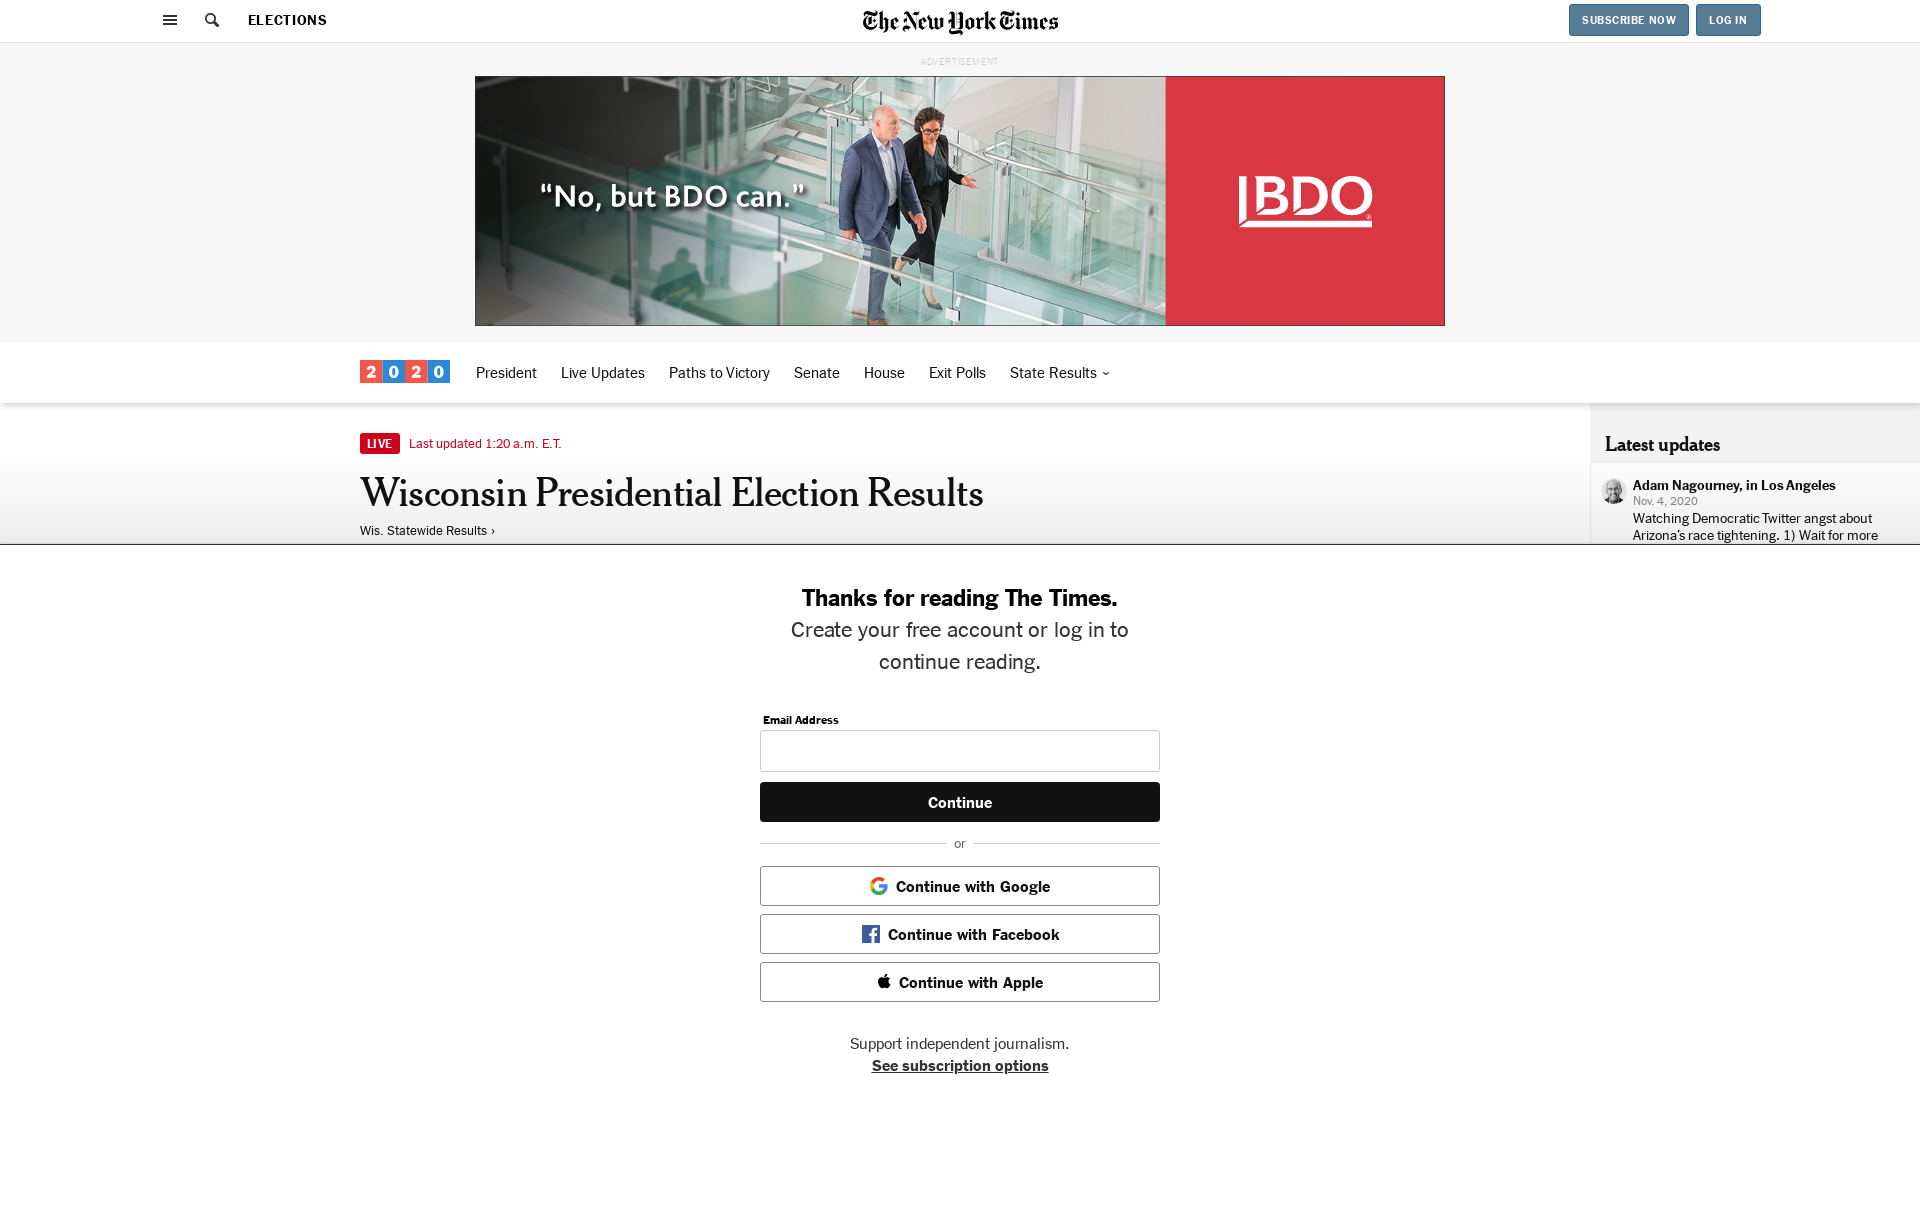 ELECTIONS
The New York Times
SUBSCRIBE NOW
LOG IN
ADVERTISEMENT
“No, but BDO can.”
BDO
®
2020
President
Live Updates
Paths to Victory
Senate
House
Exit Polls
State Results
LIVE
Last updated 1:20 a.m. E.T.
Wisconsin Presidential Election Results
Wis. Statewide Results ›
Latest updates
Adam Nagourney, in Los Angeles
Nov. 4, 2020
Watching Democratic Twitter angst about
Arizona’s race tightening. 1) Wait for more
Thanks for reading The Times.
Create your free account or log in to
continue reading.
Email Address
Continue
or
Continue with Google
Continue with Facebook
Continue with Apple
Support independent journalism.
See subscription options